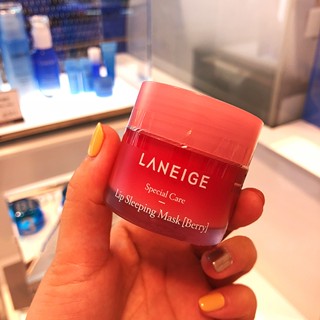 LANEIGE
Special Care
Lip Sleeping Mask [Berry]